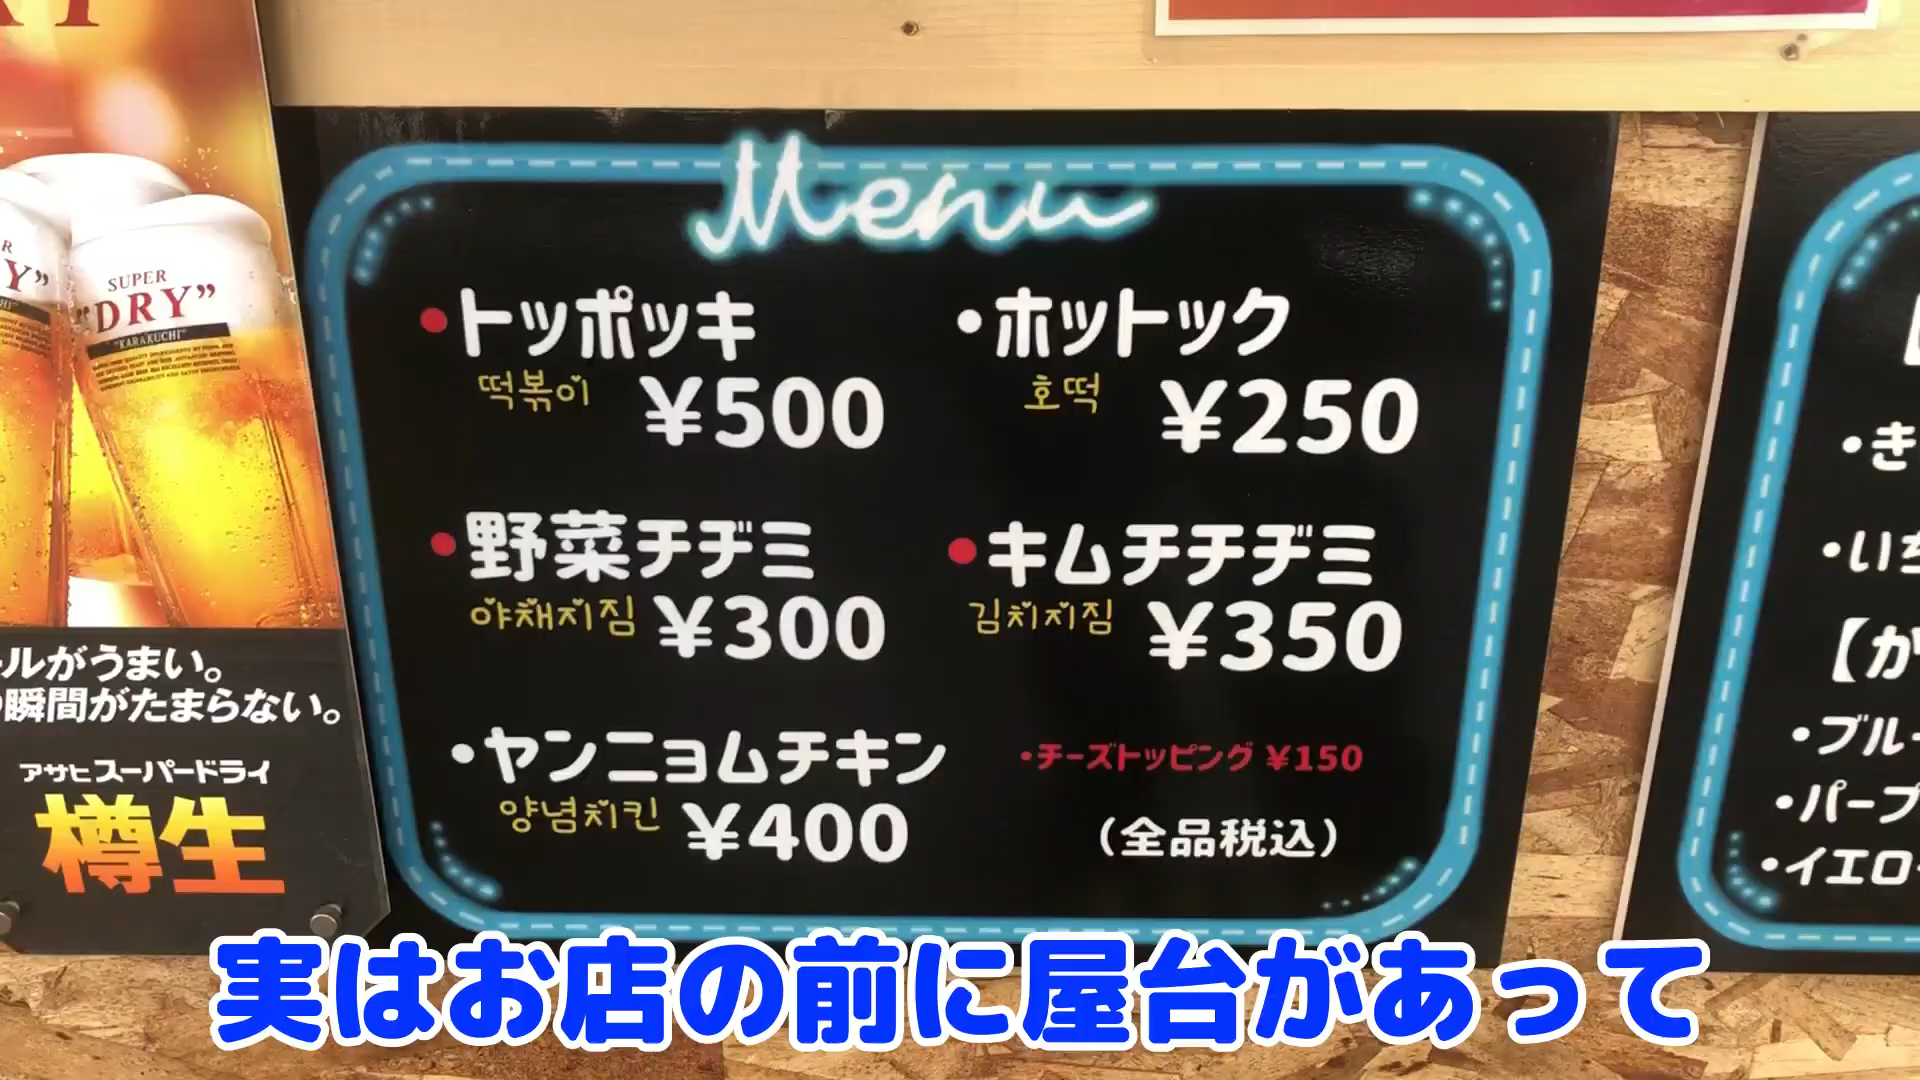 SUPER
"DRY"
"KARAKUCHI"
ールがうまい。
瞬間がたまらない。
アサヒスーパードライ
樽生
Menu
・トッポッキ
떡볶이 ¥500
・ホットック
호떡 ¥250
・野菜チヂミ
야채지짐 ¥300
・キムチチヂミ
김치지짐 ¥350
・ヤンニョムチキン
양념치킨 ¥400
・チーズトッピング ¥150
(全品税込)
・き
・いち
【か
・ブルー
・パープ
・イエロー
実はお店の前に屋台があって